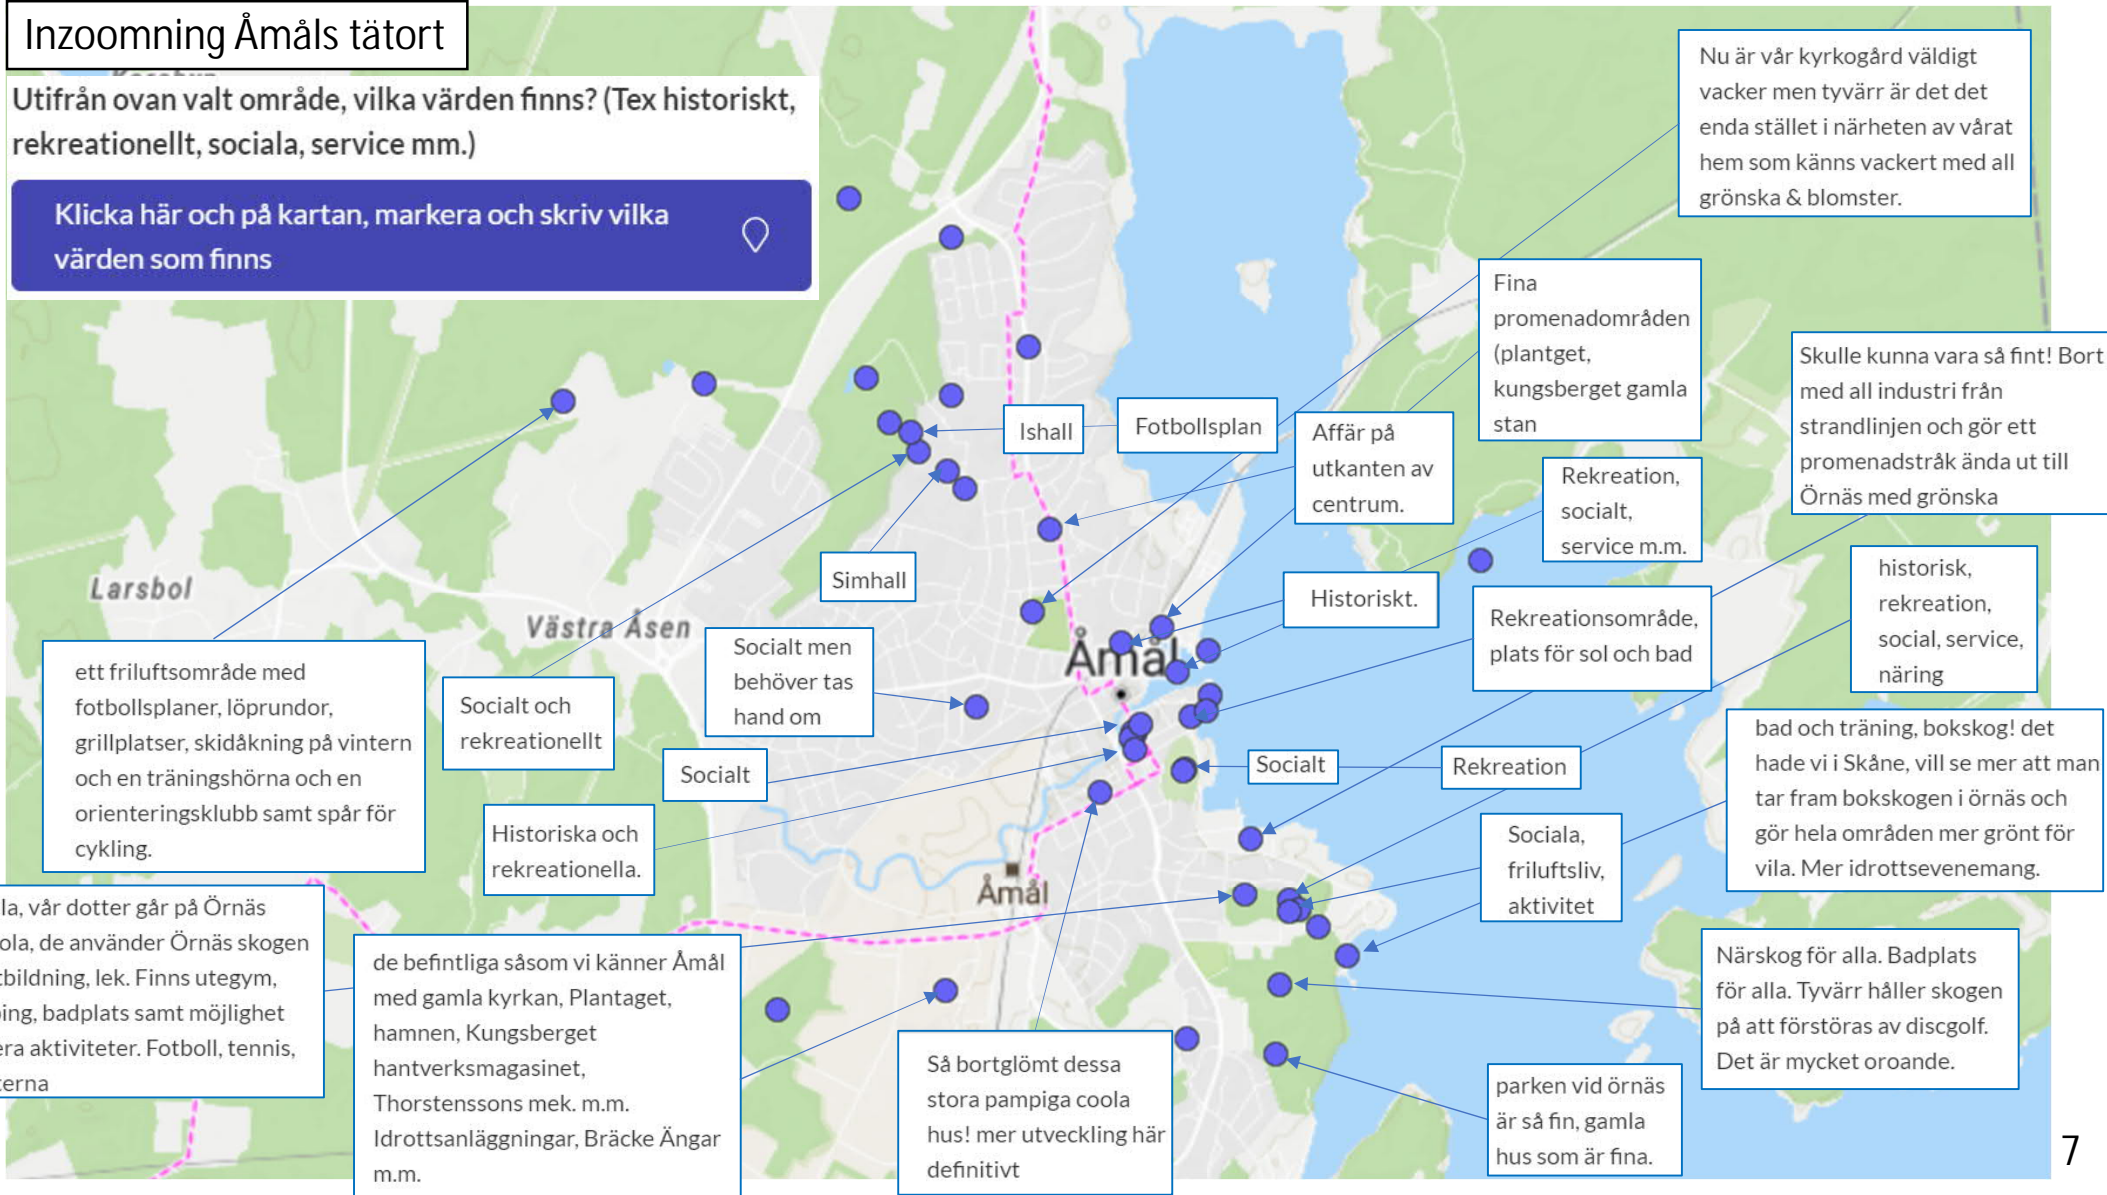 Inzoomning Åmåls tätort
Utifrån ovan valt område, vilka värden finns? (Tex historiskt,
rekreationellt, sociala, service mm.)
Klicka här och på kartan, markera och skriv vilka
värden som finns
Nu är vår kyrkogård väldigt
vacker men tyvärr är det det
enda stället i närheten av vårat
hem som känns vackert med all
grönska & blomster.
Fina
promenadområden
(plantget,
kungsberget gamla
stan
Skulle kunna vara så fint! Bort
med all industri från
strandlinjen och gör ett
promenadstråk ända ut till
Örnäs med grönska
Ishall
Fotbollsplan
Affär på
utkanten av
centrum.
Rekreation,
socialt,
service m.m.
Simhall
Historiskt.
historisk,
rekreation,
social, service,
näring
Larsbol
Västra Åsen
Åmål
Rekreationsområde,
plats för sol och bad
ett friluftsområde med
fotbollsplaner, löprundor,
grillplatser, skidåkning på vintern
och en träningshörna och en
orienteringsklubb samt spår för
cykling.
Socialt och
rekreationellt
Socialt men
behöver tas
hand om
Socialt
Historiska och
rekreationella.
Socialt
Rekreation
bad och träning, bokskog! det
hade vi i Skåne, vill se mer att man
tar fram bokskogen i örnäs och
gör hela områden mer grönt för
vila. Mer idrottsevenemang.
Sociala,
friluftsliv,
aktivitet
Åmål
la, vår dotter går på Örnäs
ola, de använder Örnäs skogen
tbildning, lek. Finns utegym,
ing, badplats samt möjlighet
era aktiviteter. Fotboll, tennis,
terna
de befintliga såsom vi känner Åmål
med gamla kyrkan, Plantaget,
hamnen, Kungsberget
hantverksmagasinet,
Thorstenssons mek. m.m.
Idrottsanläggningar, Bräcke Ängar
m.m.
Så bortglömt dessa
stora pampiga coola
hus! mer utveckling här
definitivt
Närskog för alla. Badplats
för alla. Tyvärr håller skogen
på att förstöras av discgolf.
Det är mycket oroande.
parken vid örnäs
är så fin, gamla
hus som är fina.
7